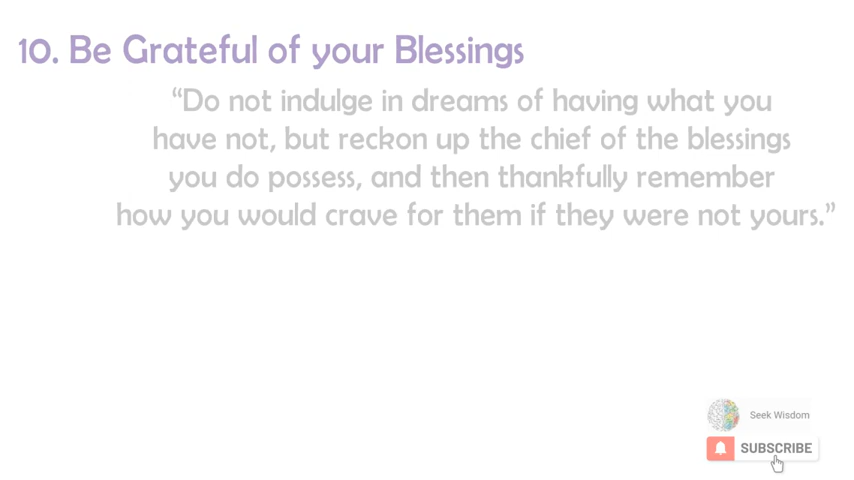 10. Be Grateful of your Blessings
“Do not indulge in dreams of having what you
have not, but reckon up the chief of the blessings
you do possess, and then thankfully remember
how you would crave for them if they were not yours.”
Seek Wisdom
SUBSCRIBE